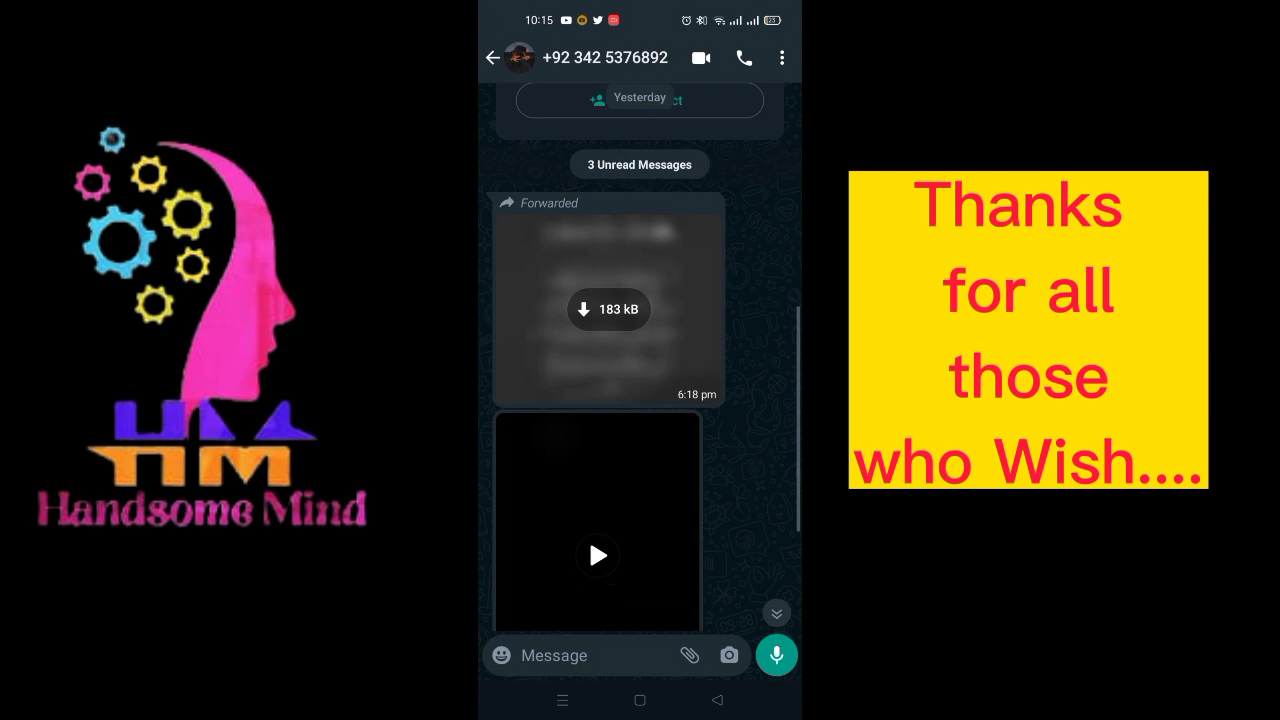 HM
Handsome Mind
10:15
+92 342 5376892
Yesterday
ct
3 Unread Messages
Forwarded
183 kB
6:18 pm
Message
Thanks
for all
those
who Wish....